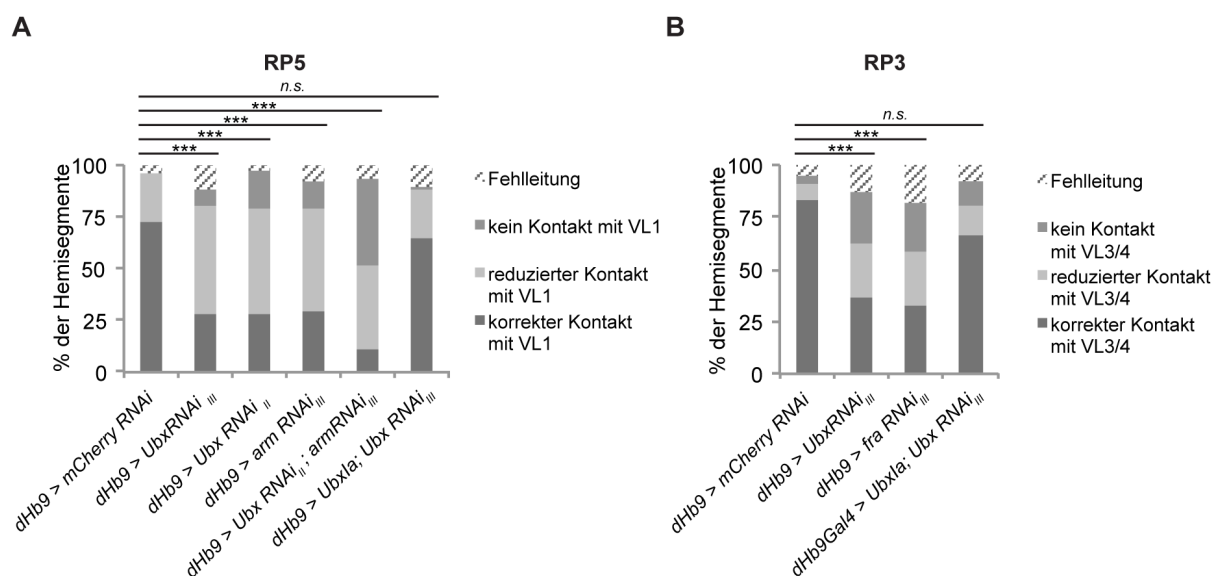 A
RP5
n.s.
***
***
***
***
% der Hemisegmente
100
75
50
25
0
Fehlleitung
kein Kontakt mit VL1
reduzierter Kontakt
mit VL1
korrekter Kontakt
mit VL1
dHb9 > mCherry RNAi
dHb9 > UbxRNAi III
dHb9 > Ubx RNAi II
dHb9 > arm RNAi III
dHb9 > Ubx RNAi II ; armRNAi III
dHb9 > UbxIa; Ubx RNAi III
B
RP3
n.s.
***
***
% der Hemisegmente
100
75
50
25
0
Fehlleitung
kein Kontakt
mit VL3/4
reduzierter Kontakt
mit VL3/4
korrekter Kontakt
mit VL3/4
dHb9 > mCherry RNAi
dHb9 > UbxRNAi III
dHb9 > fra RNAi III
dHb9Gal4 > UbxIa; Ubx RNAi III